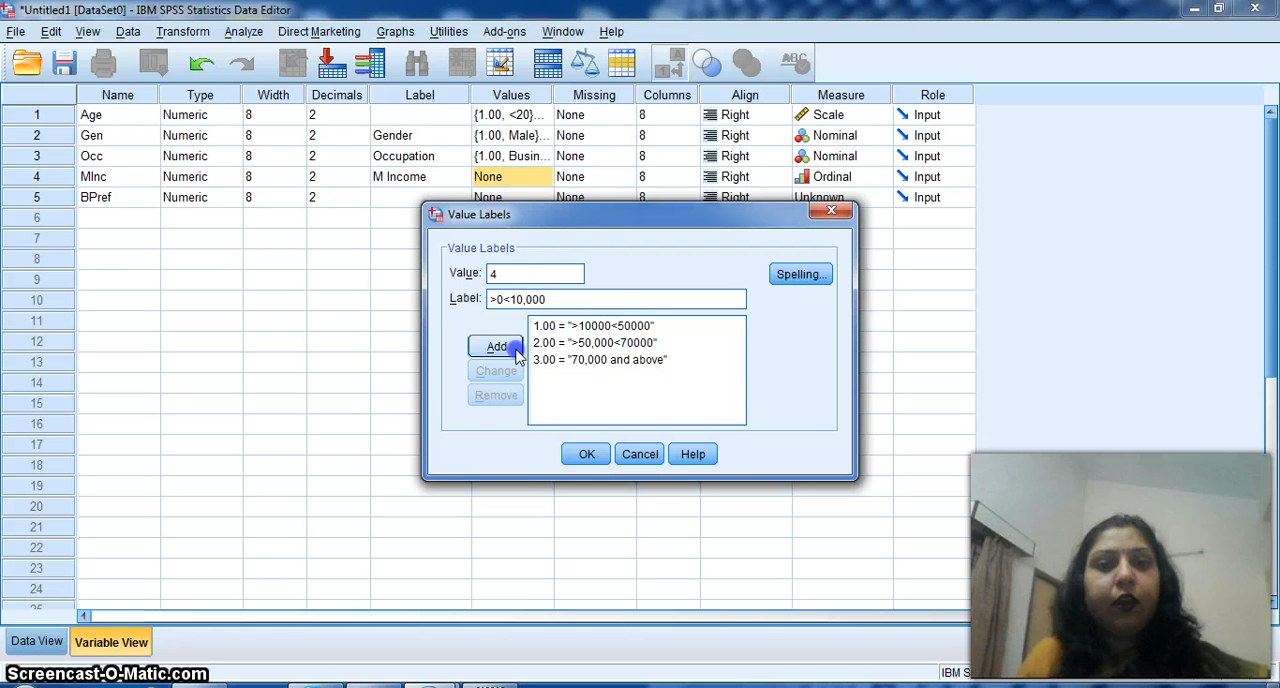 *Untitled1 [DataSet0] - IBM SPSS Statistics Data Editor
File Edit View Data Transform Analyze Direct Marketing Graphs Utilities Add-ons Window Help
Name Type Width Decimals Label Values Missing Columns Align Measure Role
1 Age Numeric 8 2 {1.00, <20}... None 8 Right Scale Input
2 Gen Numeric 8 2 Gender {1.00, Male}... None 8 Right Nominal Input
3 Occ Numeric 8 2 Occupation {1.00, Busin... None 8 Right Nominal Input
4 MInc Numeric 8 2 M Income None None 8 Right Ordinal Input
5 BPref Numeric 8 2 None None 8 Right Unknown Input
6
7
8
9
10
11
12
13
14
15
16
17
18
19
20
21
22
23
24
25
Value Labels
Value Labels
Value: 4
Spelling...
Label: >0<10,000
1.00 = ">10000<50000"
2.00 = ">50,000<70000"
3.00 = "70,000 and above"
Add
Change
Remove
OK Cancel Help
Data View Variable View
IBM S
Screencast-O-Matic.com